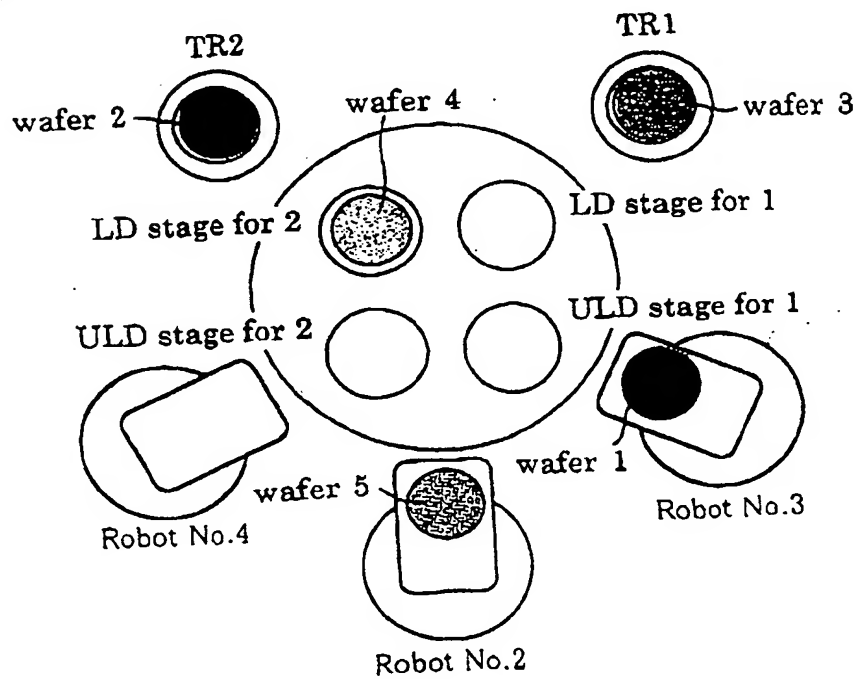 TR2
TR1
wafer 2
wafer 4
wafer 3
LD stage for 2
LD stage for 1
ULD stage for 2
ULD stage for 1
wafer 5
wafer 1
Robot No.4
Robot No.3
Robot No.2